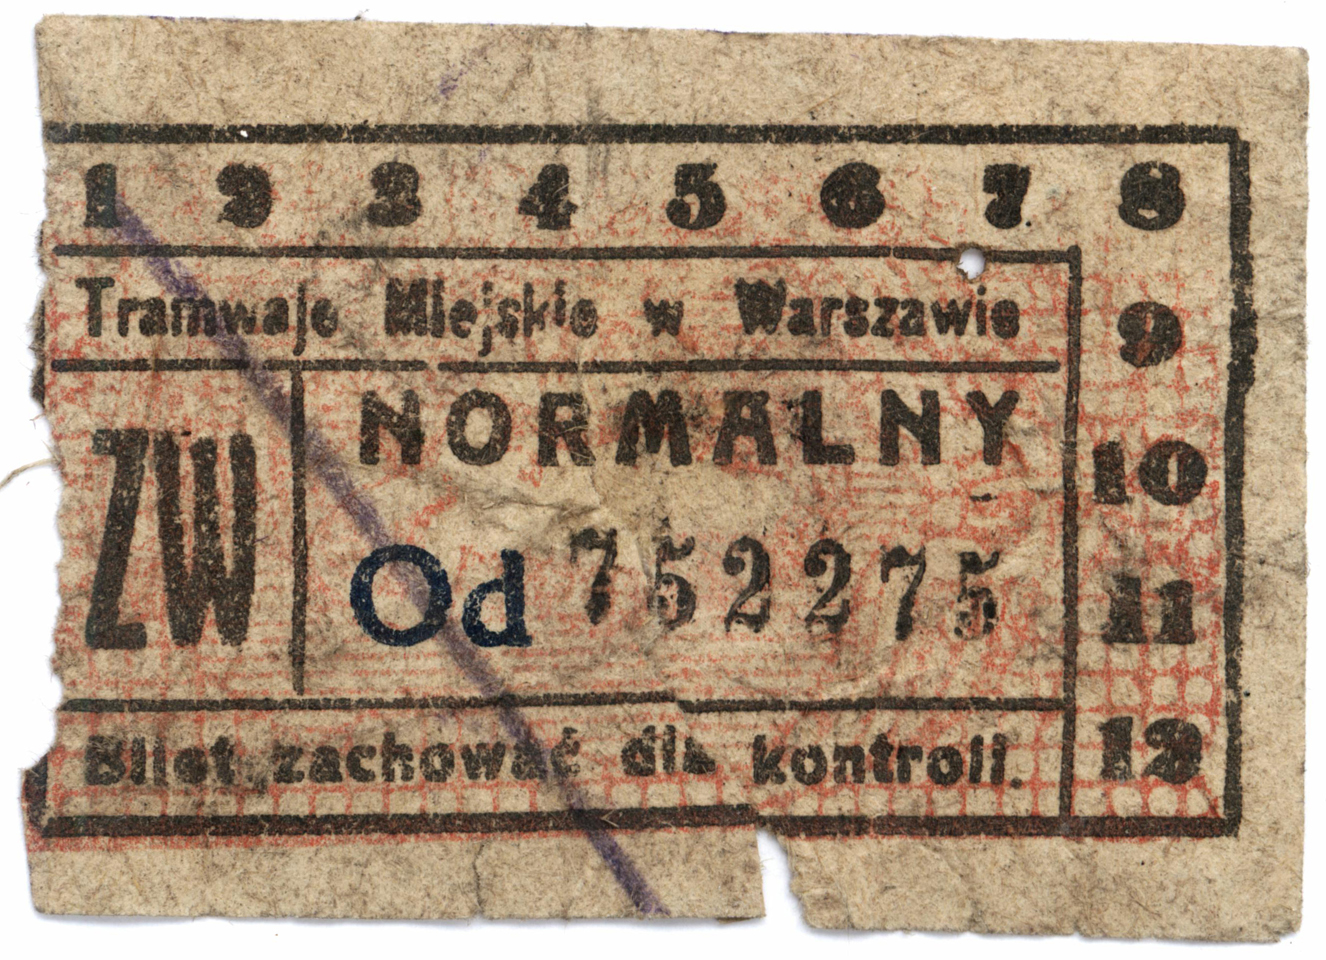 1 2 3 4 5 6 7 8
Tramwaje Miejskie w Warszawie
9
NORMALNY
ZW
10
Od 752275
11
Bilet zachować dla kontroli.
12